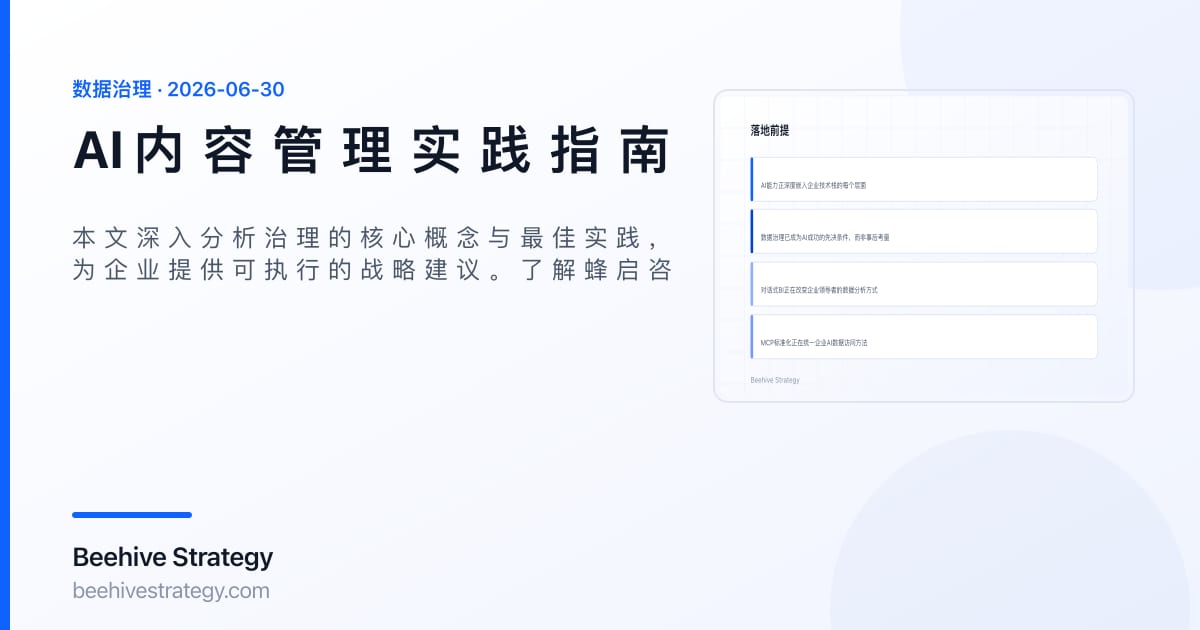 数据治理 · 2026-06-30
AI内容管理实践指南
本文深入分析治理的核心概念与最佳实践，
为企业提供可执行的战略建议。了解蜂启咨
落地前提
AI能力正深度嵌入企业技术栈的每个层面
数据治理已成为AI成功的先决条件，而非事后考量
对话式BI正在改变企业领导者的数据分析方式
MCP标准化正在统一企业AI数据访问方法
Beehive Strategy
Beehive Strategy
beehivestrategy.com